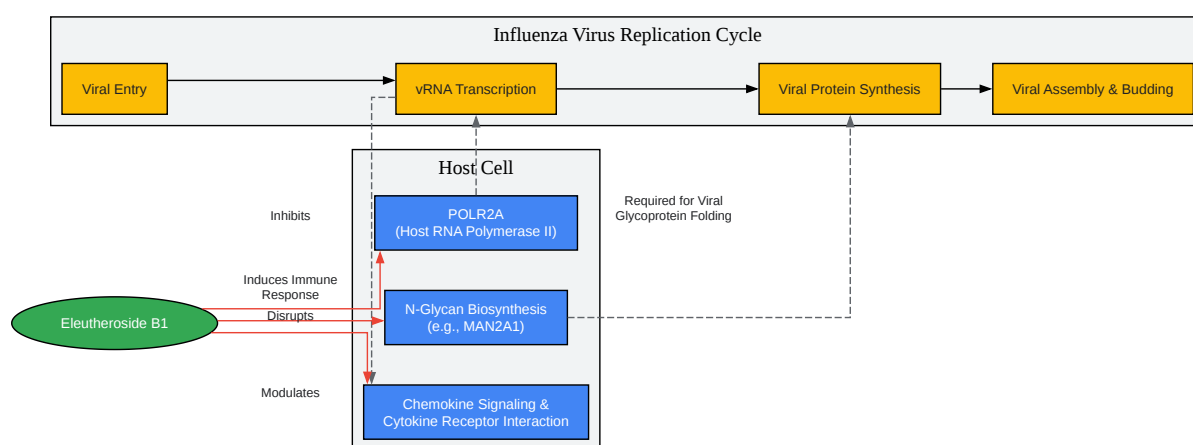 Influenza Virus Replication Cycle
Viral Entry
vRNA Transcription
Viral Protein Synthesis
Viral Assembly & Budding
Host Cell
Inhibits
POLR2A
(Host RNA Polymerase II)
Required for Viral
Glycoprotein Folding
Induces Immune
Response
Disrupts
Eleutheroside B1
N-Glycan Biosynthesis
(e.g., MAN2A1)
Modulates
Chemokine Signaling &
Cytokine Receptor Interaction